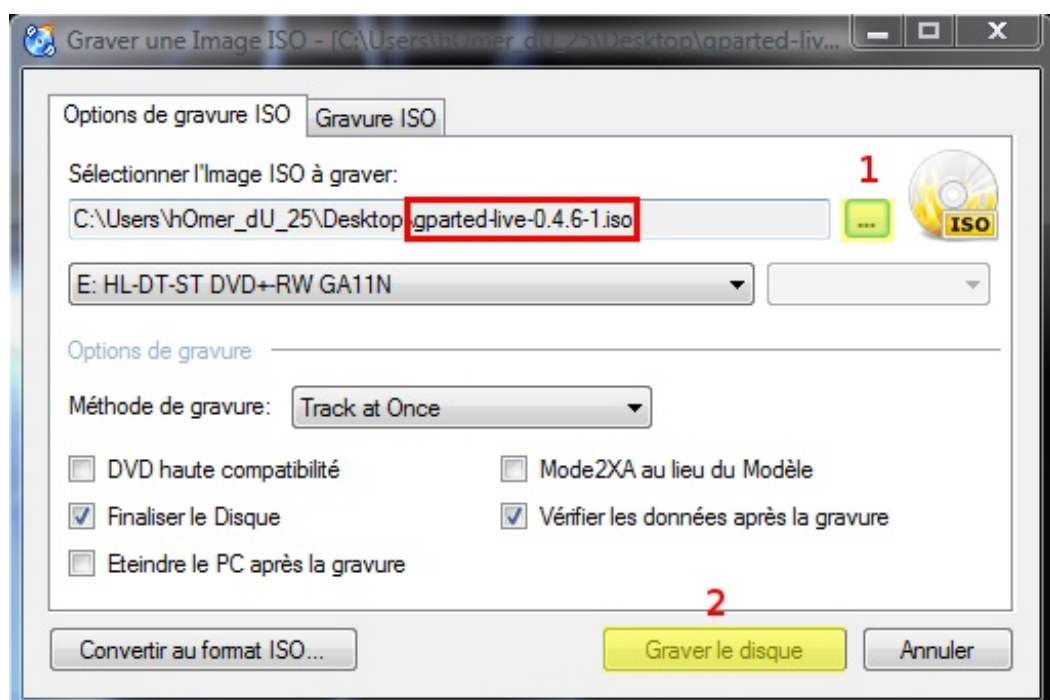 Graver une Image ISO - [C:\Users\hOmer_dU_25\Desktop\gparted-liv...
Options de gravure ISO
Gravure ISO
Sélectionner l'Image ISO à graver:
1
C:\Users\hOmer_dU_25\Desktop\gparted-live-0.4.6-1.iso
...
ISO
E: HL-DT-ST DVD+-RW GA11N
Options de gravure
Méthode de gravure:
Track at Once
DVD haute compatibilité
Mode2XA au lieu du Modèle
Finaliser le Disque
Vérifier les données après la gravure
Eteindre le PC après la gravure
2
Convertir au format ISO...
Graver le disque
Annuler